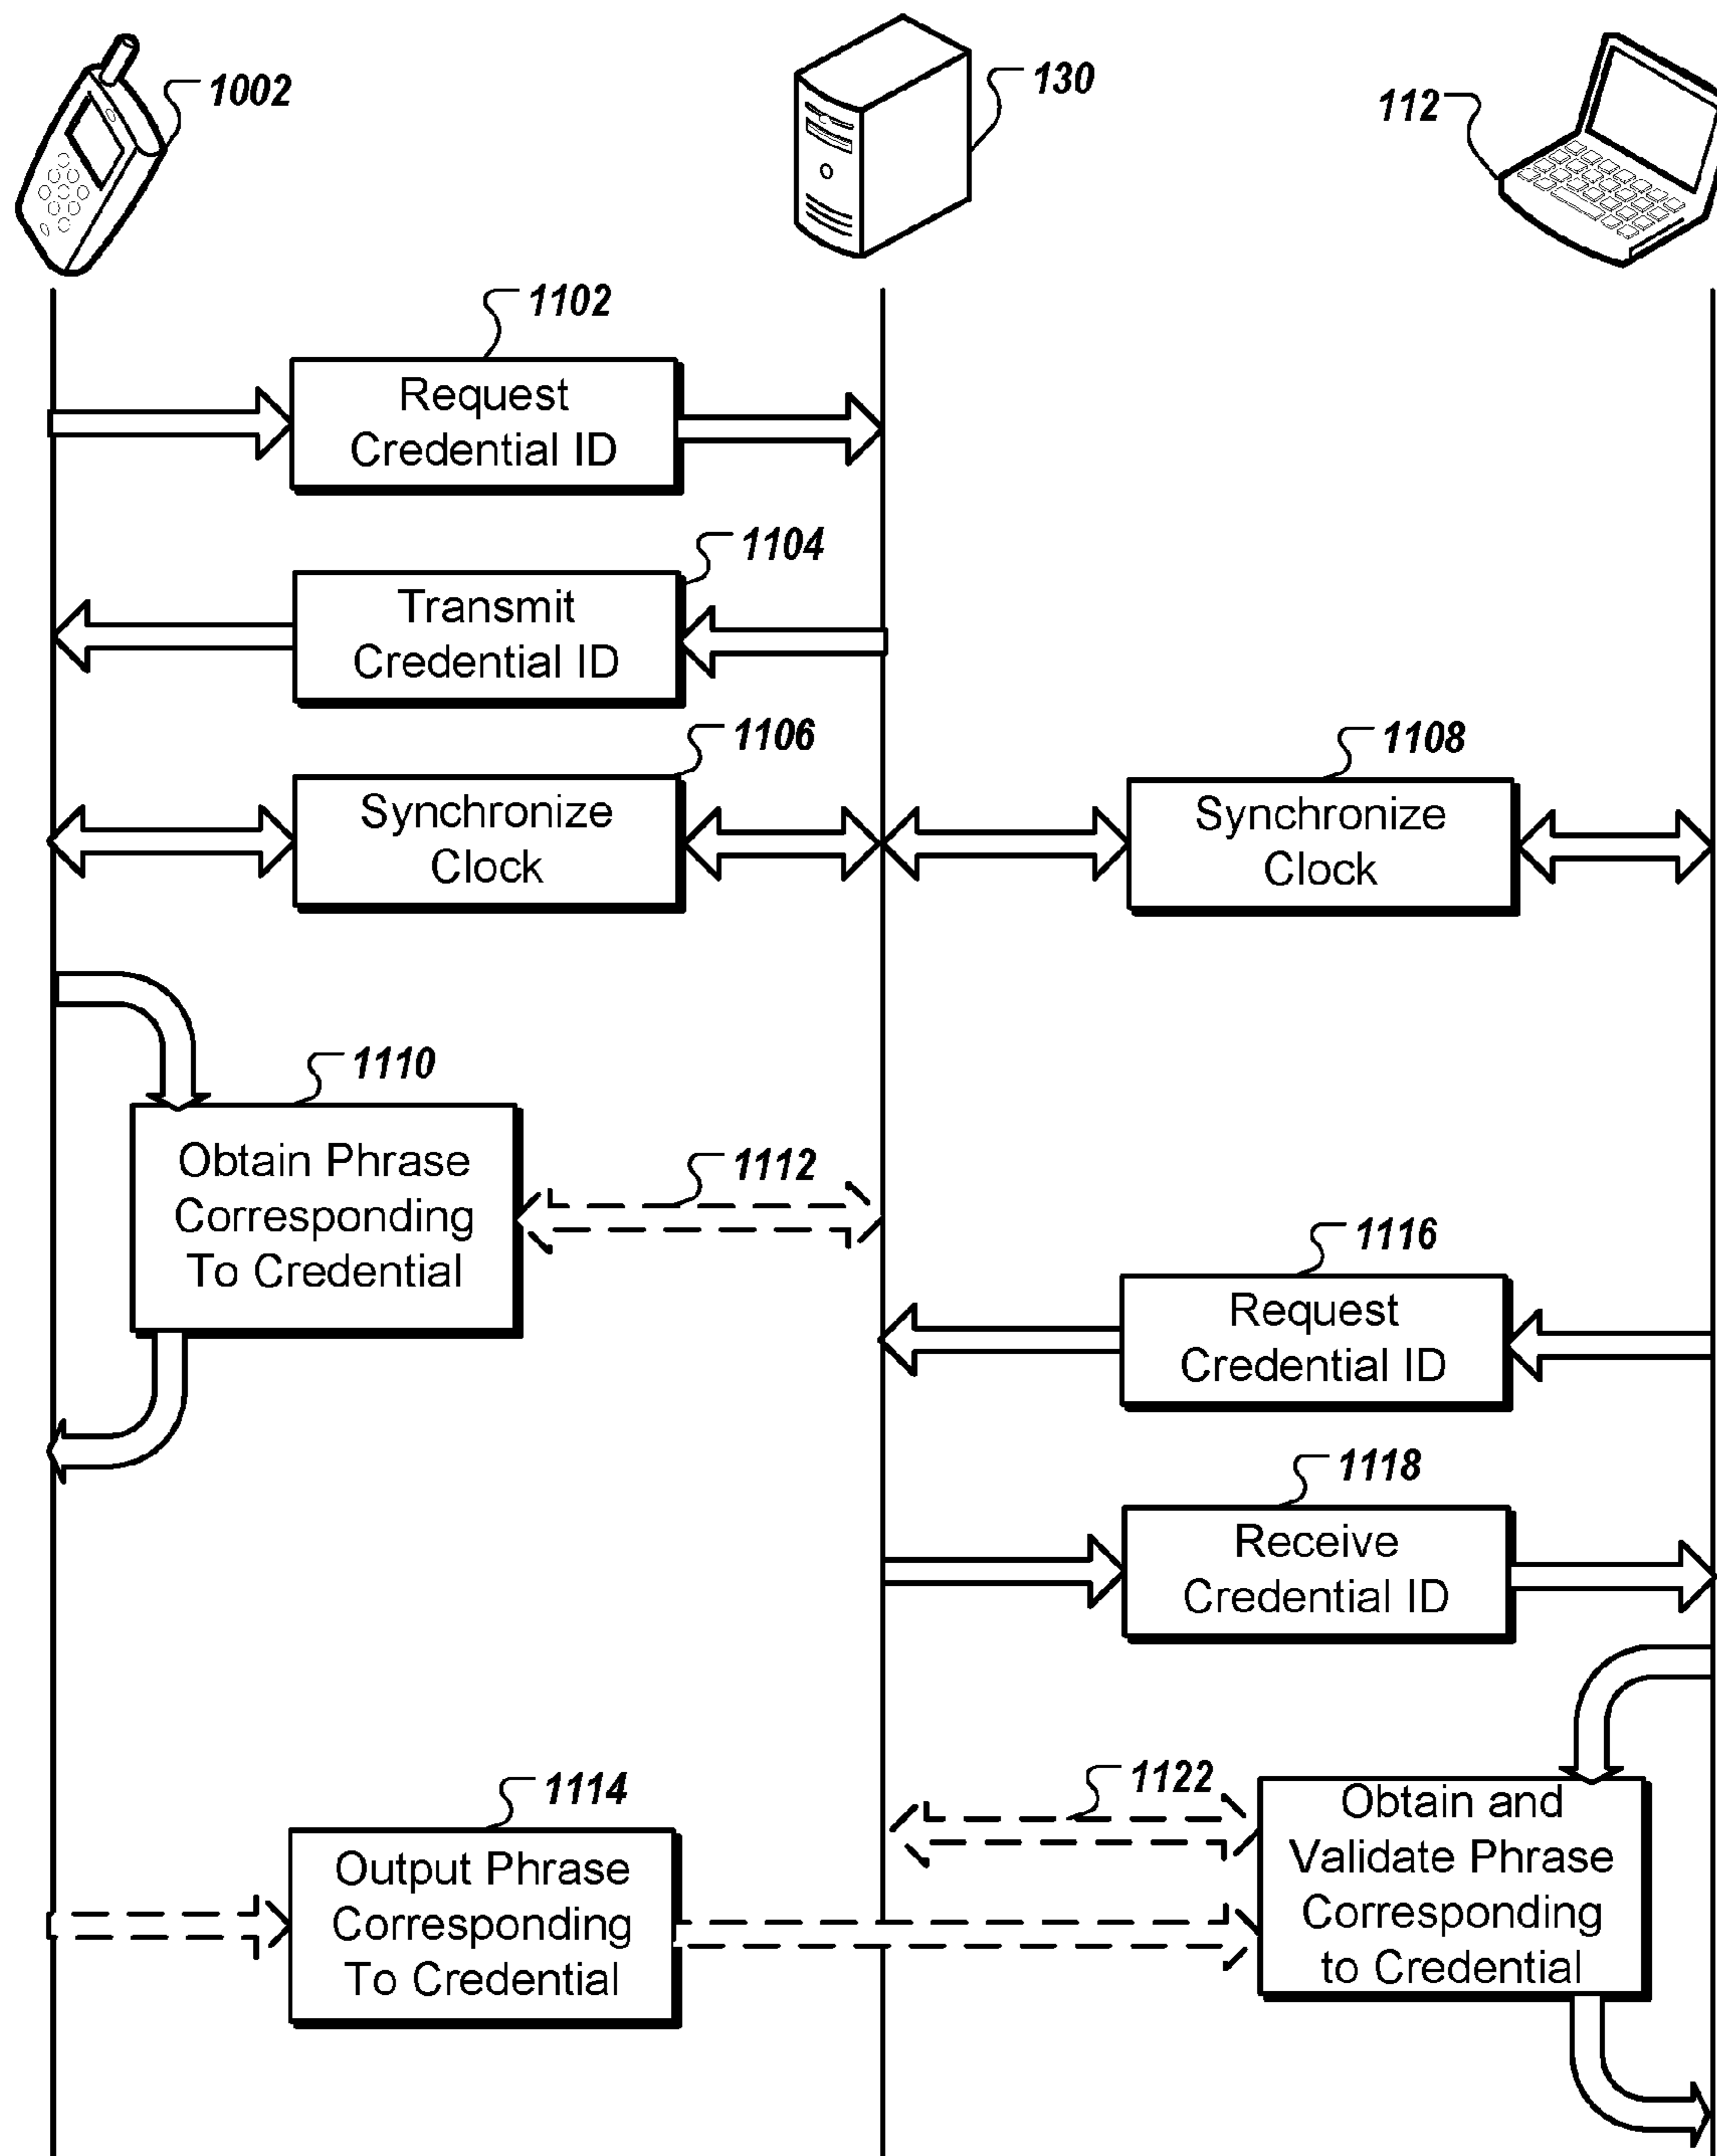 1002
130
112
1102
Request
Credential ID
1104
Transmit
Credential ID
1106
Synchronize
Clock
1108
Synchronize
Clock
1110
Obtain Phrase
Corresponding
To Credential
1112
1116
Request
Credential ID
1118
Receive
Credential ID
1114
Output Phrase
Corresponding
To Credential
1122
Obtain and
Validate Phrase
Corresponding
to Credential